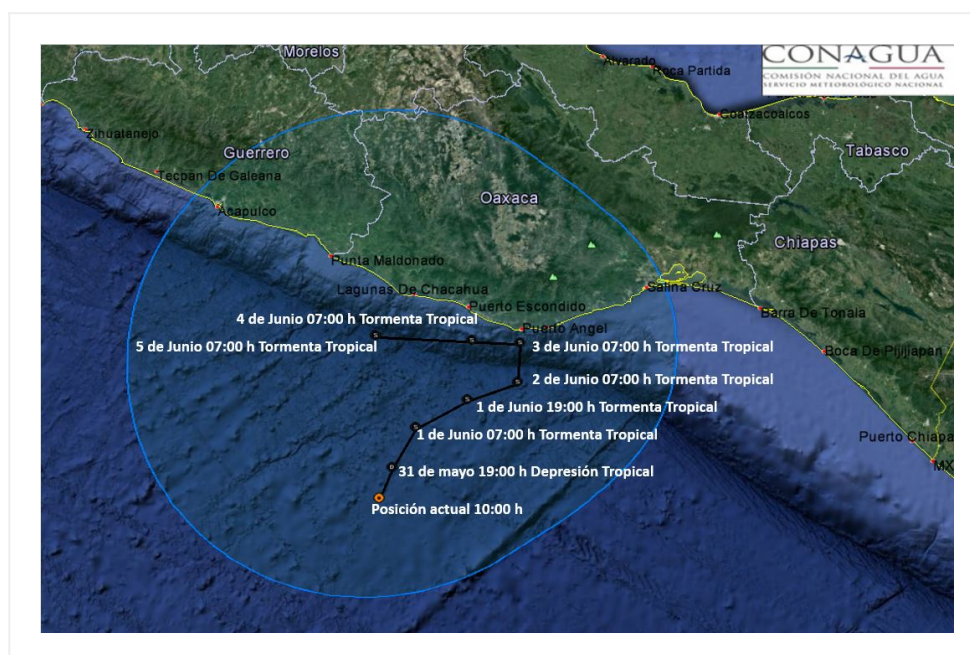 Morelos
Alvarado
Roca Partida
CONAGUA
COMISIÓN NACIONAL DEL AGUA
SERVICIO METEOROLÓGICO NACIONAL
Coatzacoalcos
Zihuatanejo
Guerrero
Tabasco
Tecpan De Galeana
Oaxaca
Acapulco
Chiapas
Punta Maldonado
Lagunas De Chacahua
Salina Cruz
Puerto Escondido
Barra De Tonala
4 de Junio 07:00 h Tormenta Tropical
Puerto Angel
5 de Junio 07:00 h Tormenta Tropical
3 de Junio 07:00 h Tormenta Tropical
Boca De Pijijiapan
2 de Junio 07:00 h Tormenta Tropical
1 de Junio 19:00 h Tormenta Tropical
1 de Junio 07:00 h Tormenta Tropical
Puerto Chiapa
MX
31 de mayo 19:00 h Depresión Tropical
Posición actual 10:00 h